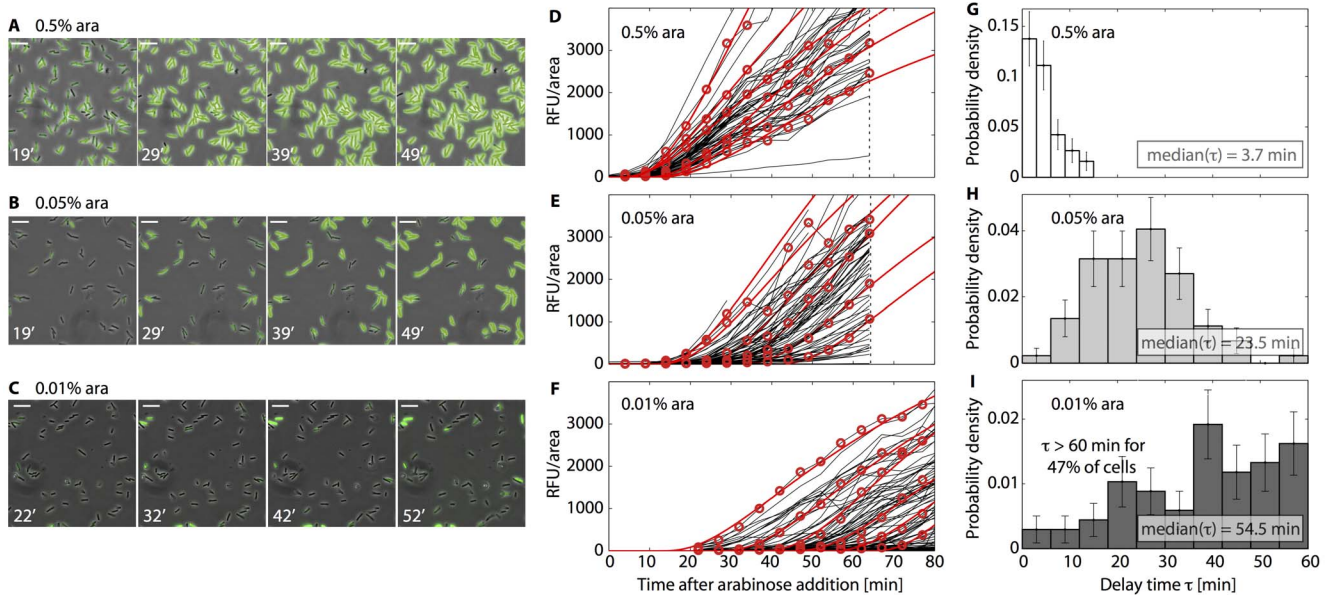 A 0.5% ara
19′ 29′ 39′ 49′
B 0.05% ara
19′ 29′ 39′ 49′
C 0.01% ara
22′ 32′ 42′ 52′
D
0.5% ara
RFU/area
3000
2000
1000
0
E
0.05% ara
RFU/area
3000
2000
1000
0
F
0.01% ara
RFU/area
3000
2000
1000
0
0 10 20 30 40 50 60 70 80
Time after arabinose addition [min]
G
0.5% ara
Probability density
0.15
0.1
0.05
0
median(τ) = 3.7 min
H
0.05% ara
Probability density
0.04
0.02
0
median(τ) = 23.5 min
I
0.01% ara
τ > 60 min for
47% of cells
Probability density
0.02
0.01
0
median(τ) = 54.5 min
0 10 20 30 40 50 60
Delay time τ [min]